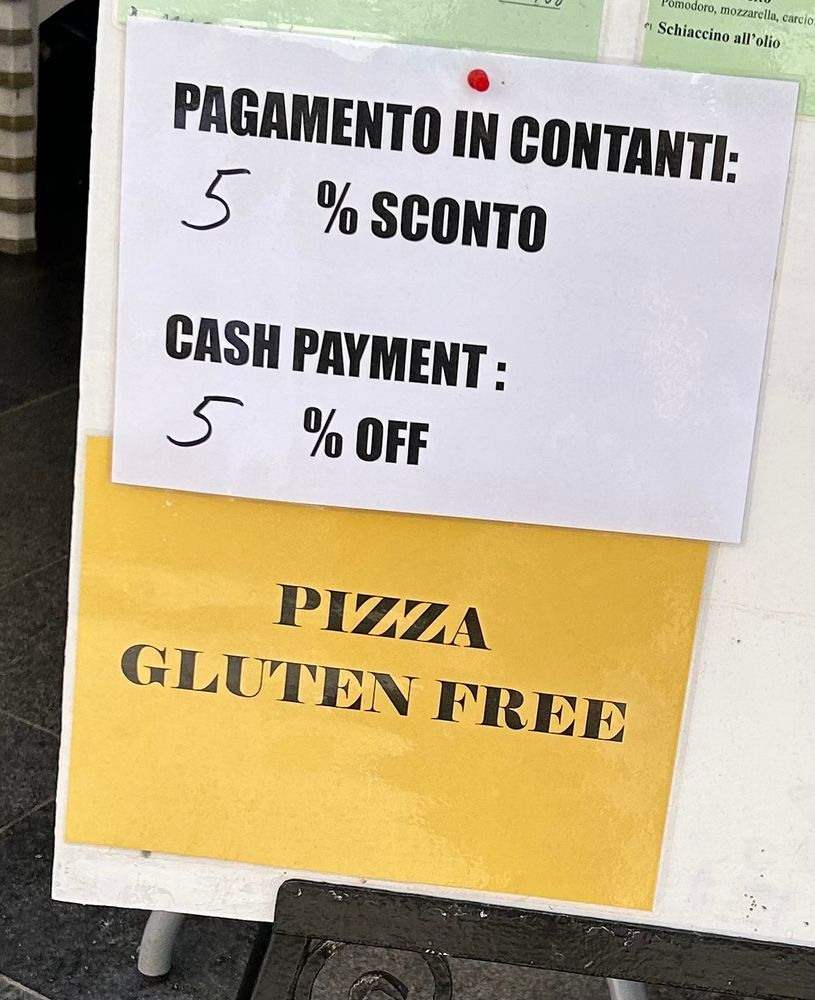 Pomodoro, mozzarella, carcio
Schiaccino all'olio
PAGAMENTO IN CONTANTI:
5 % SCONTO
CASH PAYMENT :
5 % OFF
PIZZA
GLUTEN FREE